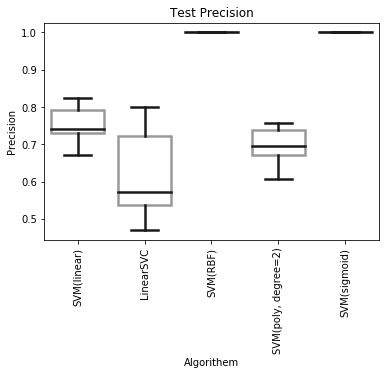 Test Precision
1.0
0.9
0.8
0.7
0.6
0.5
Precision
SVM(linear)
LinearSVC
SVM(RBF)
SVM(poly, degree=2)
SVM(sigmoid)
Algorithem